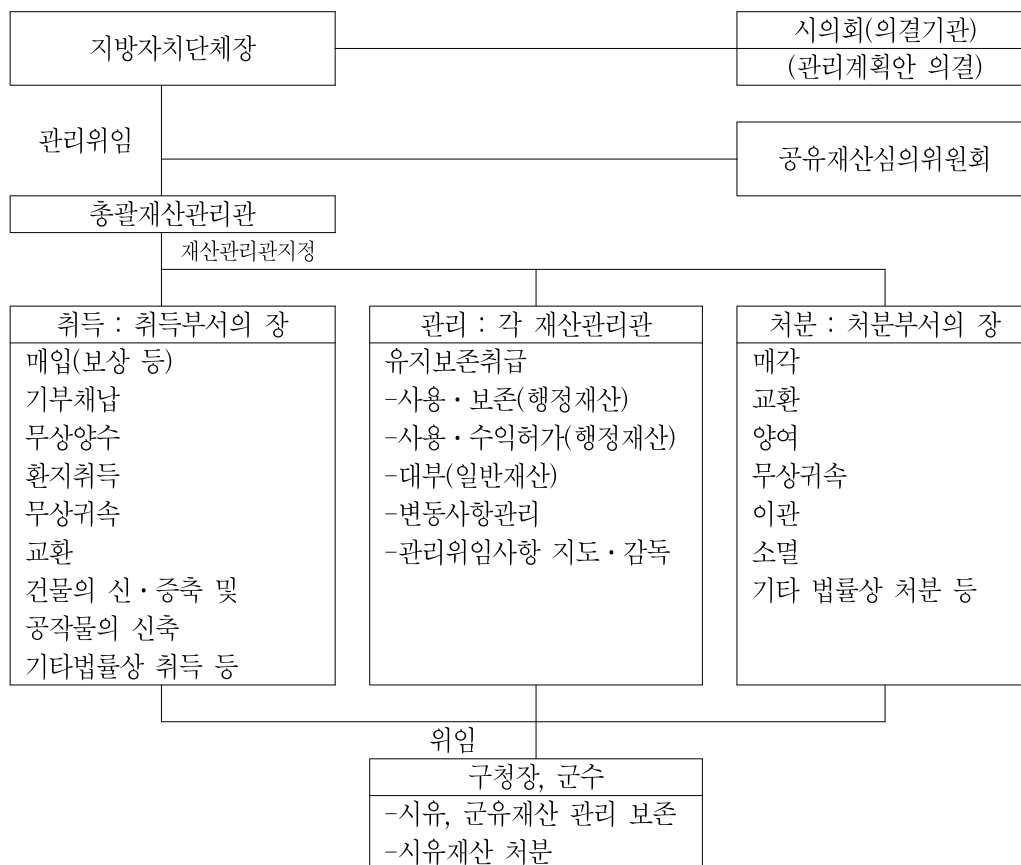 지방자치단체장
시의회(의결기관)
(관리계획안 의결)
관리위임
공유재산심의위원회
총괄재산관리관
재산관리관지정
취득 : 취득부서의 장
매입(보상 등)
기부채납
무상양수
환지취득
무상귀속
교환
건물의 신·증축 및
공작물의 신축
기타법률상 취득 등
관리 : 각 재산관리관
유지보존취급
-사용·보존(행정재산)
-사용·수익허가(행정재산)
-대부(일반재산)
-변동사항관리
-관리위임사항 지도·감독
처분 : 처분부서의 장
매각
교환
양여
무상귀속
이관
소멸
기타 법률상 처분 등
위임
구청장, 군수
-시유, 군유재산 관리 보존
-시유재산 처분